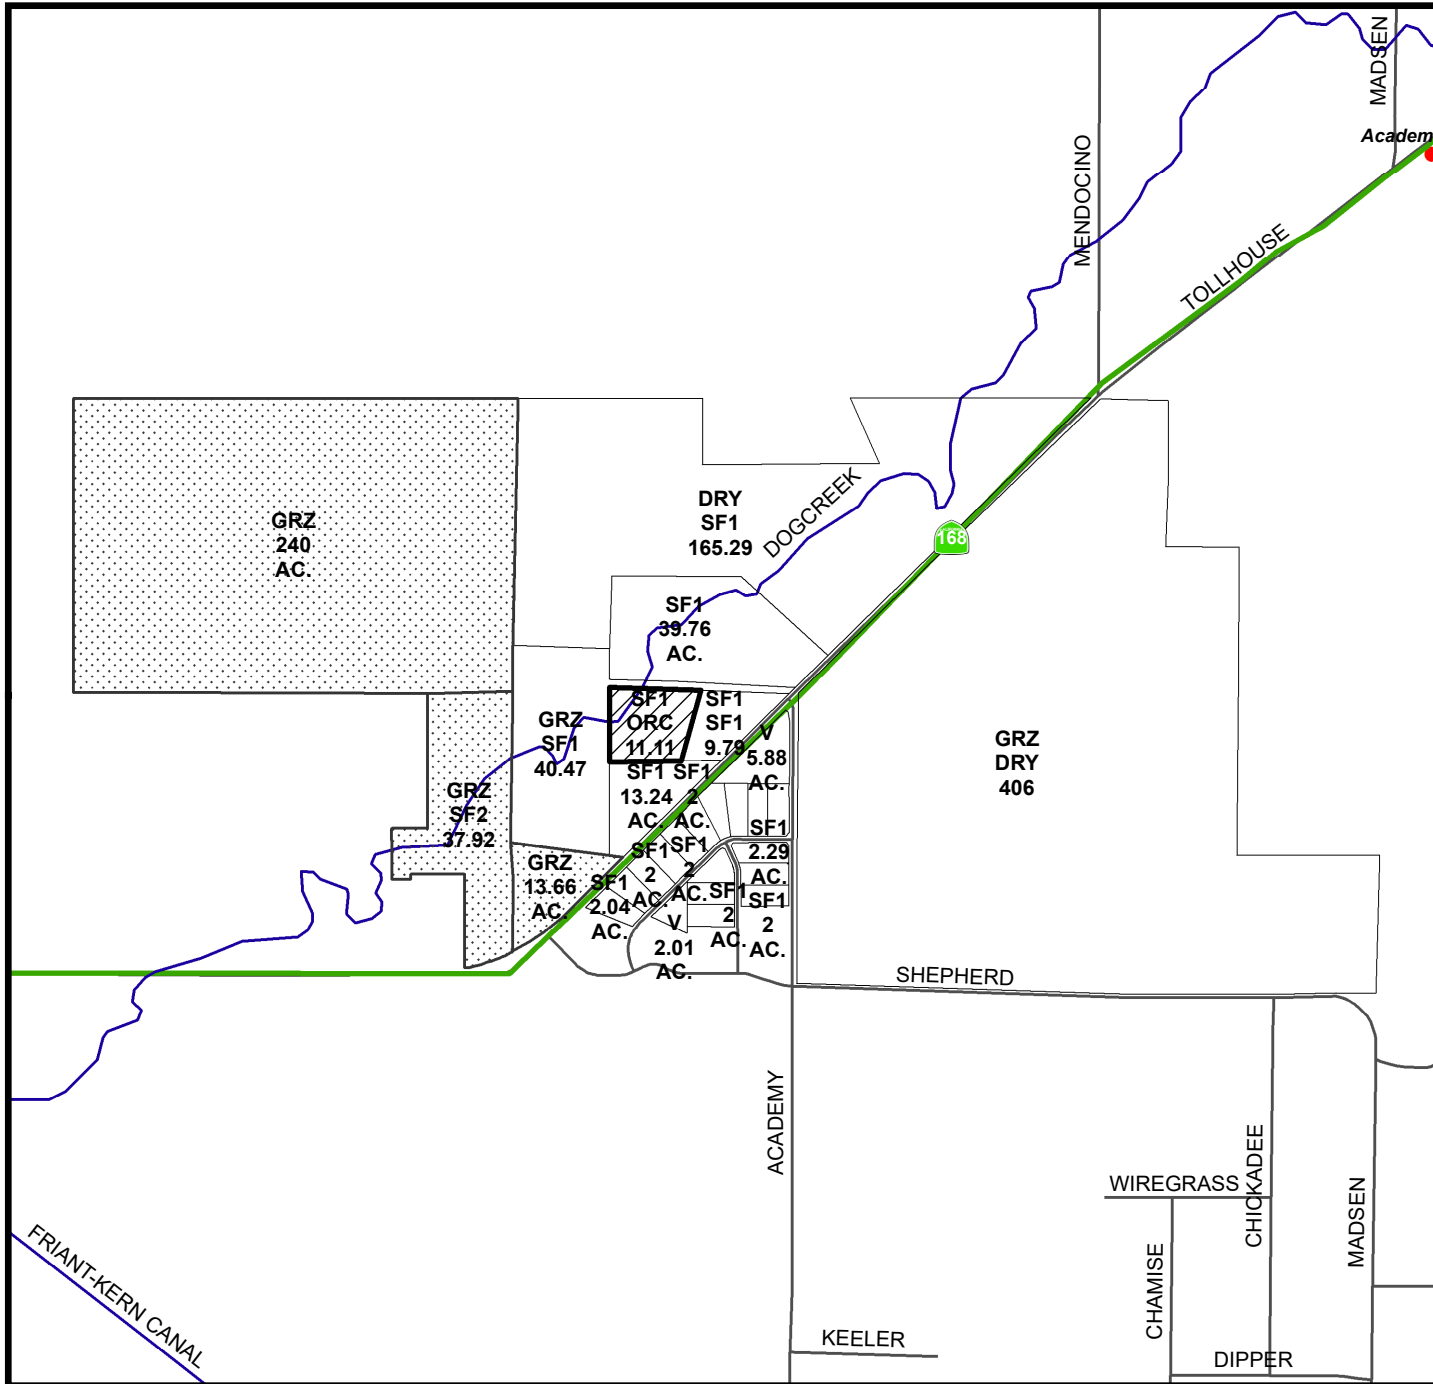 MADSEN
Academ
MENDOCINO
TOLLHOUSE
DRY
SF1
165.29
DOGCREEK
GRZ
240
AC.
168
SF1
39.76
AC.
SF1
ORC
11.11
SF1
SF1
9.79
V
5.88
AC.
GRZ
SF1
40.47
GRZ
DRY
406
SF1
13.24
AC.
SF1
2
AC.
GRZ
SF2
37.92
SF1
2.29
AC.
GRZ
13.66
AC.
SF1
2
AC.
SF1
2
AC.
SF1
2.04
AC.
SF1
2
AC.
SF1
2
AC.
V
2.01
AC.
SHEPHERD
ACADEMY
WIREGRASS
CHICKADEE
MADSEN
CHAMISE
FRIANT-KERN CANAL
KEELER
DIPPER